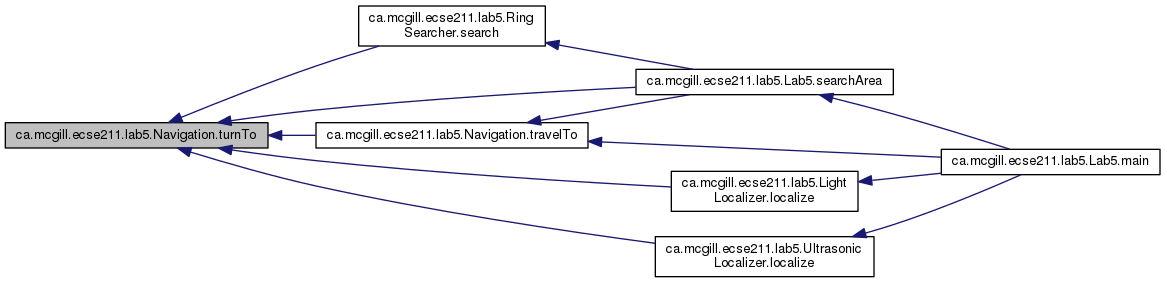 ca.mcgill.ecse211.lab5.Ring
Searcher.search
ca.mcgill.ecse211.lab5.Lab5.searchArea
ca.mcgill.ecse211.lab5.Navigation.turnTo
ca.mcgill.ecse211.lab5.Navigation.travelTo
ca.mcgill.ecse211.lab5.Lab5.main
ca.mcgill.ecse211.lab5.Light
Localizer.localize
ca.mcgill.ecse211.lab5.Ultrasonic
Localizer.localize